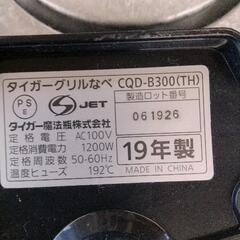 タイガーグリルなべ CQD-B300(TH)
PS
E
S JET
製造ロット番号
061926
タイガー魔法瓶株式会社
定格電圧 AC100V
定格消費電力 1200W
定格周波数 50-60Hz
温度ヒューズ 192℃
19年製
MADE IN CHINA